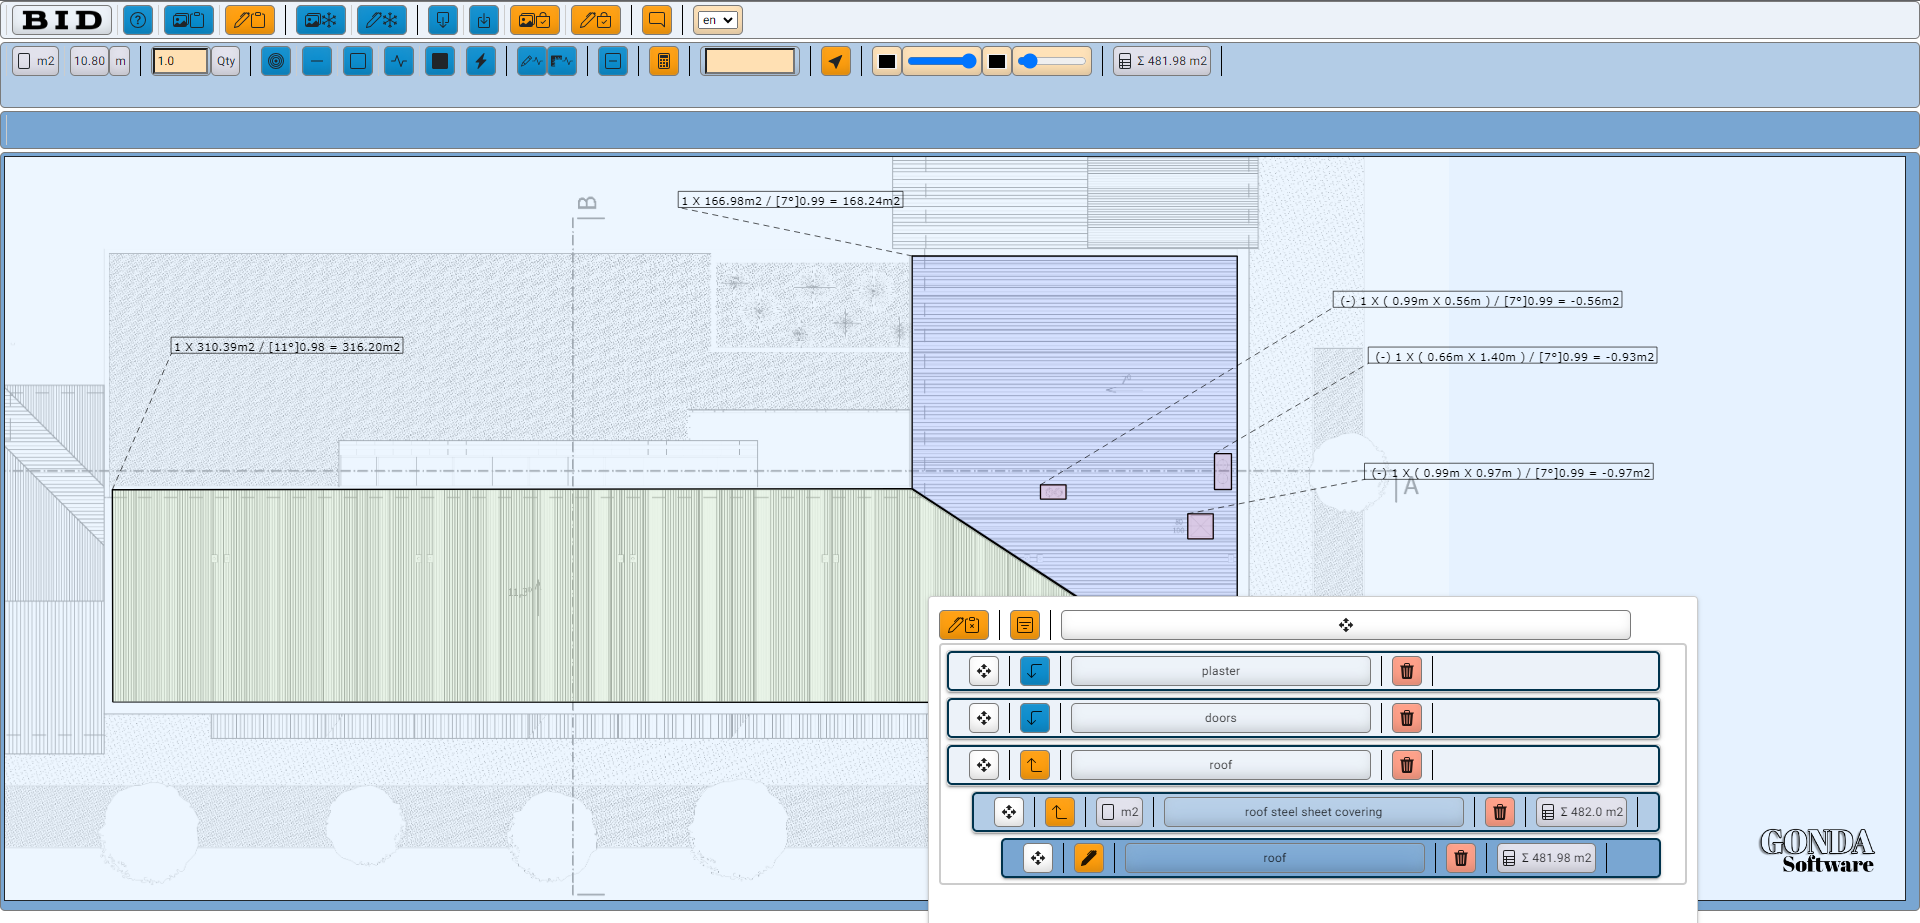 BID
en
m2
10.80 m
1.0 Qty
Σ 481.98 m2
B
1 X 166.98m2 / [7°]0.99 = 168.24m2
(-) 1 X ( 0.99m X 0.56m ) / [7°]0.99 = -0.56m2
1 X 310.39m2 / [11°]0.98 = 316.20m2
(-) 1 X ( 0.66m X 1.40m ) / [7°]0.99 = -0.93m2
7°
(-) 1 X ( 0.99m X 0.97m ) / [7°]0.99 = -0.97m2
A
plaster
doors
roof
m2 roof steel sheet covering Σ 482.0 m2
roof Σ 481.98 m2
GONDA
Software